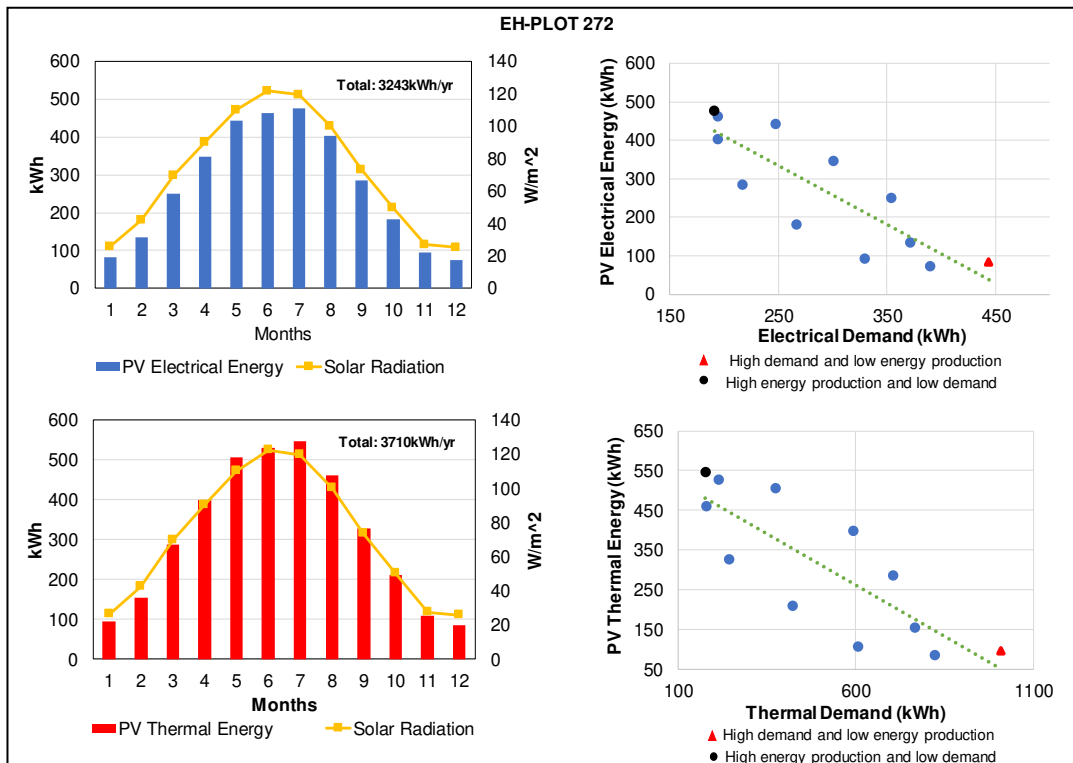 EH-PLOT 272
600
500
400
300
200
100
0
kWh
Total: 3243kWh/yr
140
120
100
80
60
40
20
0
W/m^2
1 2 3 4 5 6 7 8 9 10 11 12
Months
PV Electrical Energy Solar Radiation
600
500
400
300
200
100
0
PV Electrical Energy (kWh)
150 250 350 450
Electrical Demand (kWh)
High demand and low energy production
High energy production and low demand
600
500
400
300
200
100
0
kWh
Total: 3710kWh/yr
140
120
100
80
60
40
20
0
W/m^2
1 2 3 4 5 6 7 8 9 10 11 12
Months
PV Thermal Energy Solar Radiation
650
550
450
350
250
150
50
PV Thermal Energy (kWh)
100 600 1100
Thermal Demand (kWh)
High demand and low energy production
High energy production and low demand